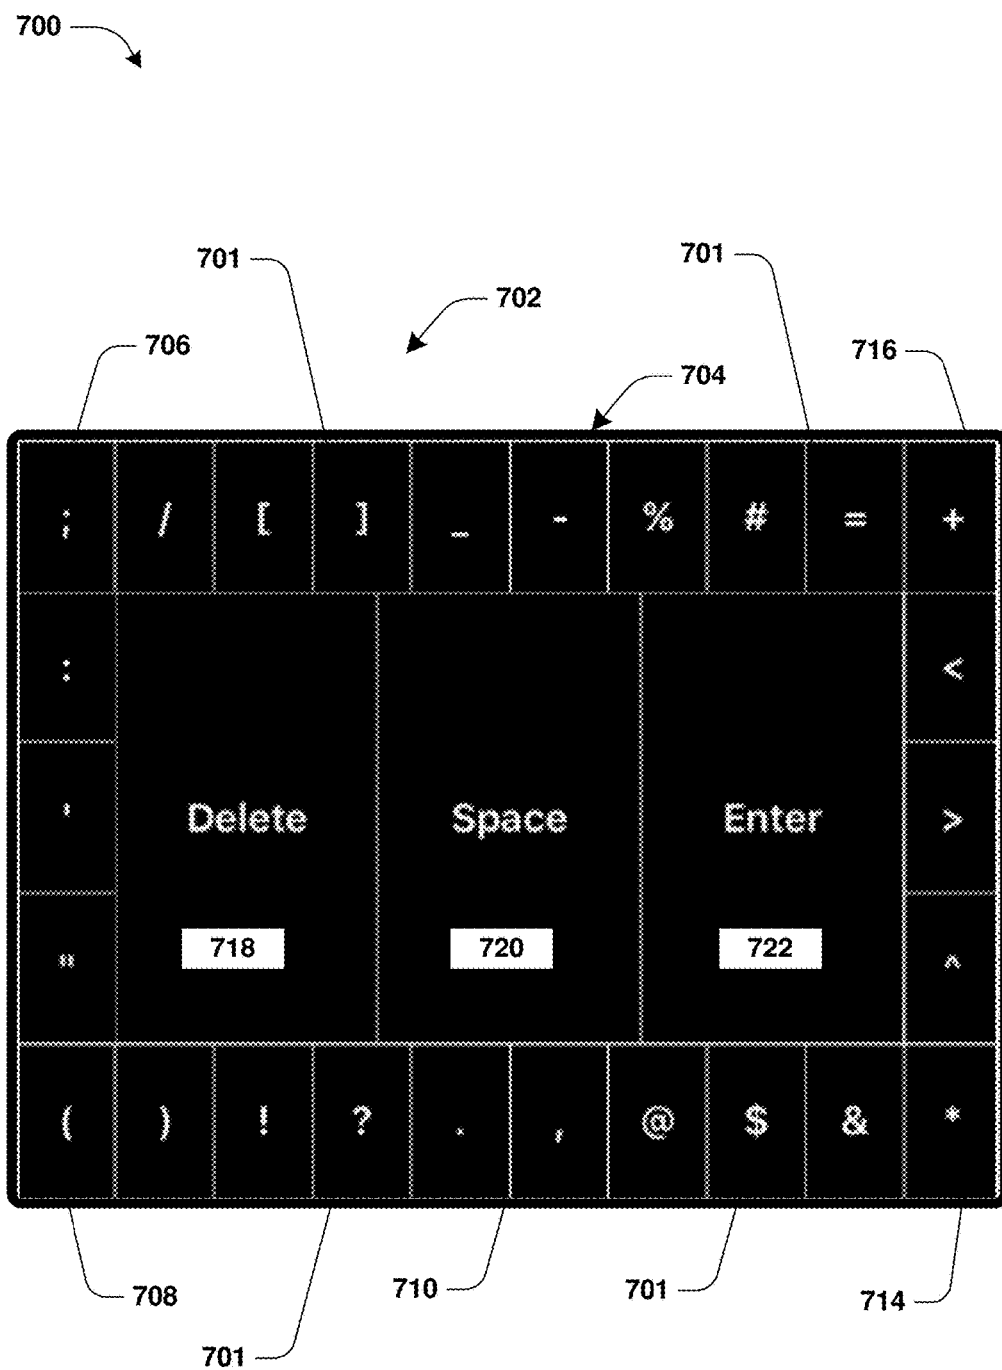 700
701 701
702
706 716
704
; / [ ] _ - % # = +
: <
' Delete Space Enter >
" 718 720 722 ^
( ) ! ? . , @ $ & *
708 710 701 714
701